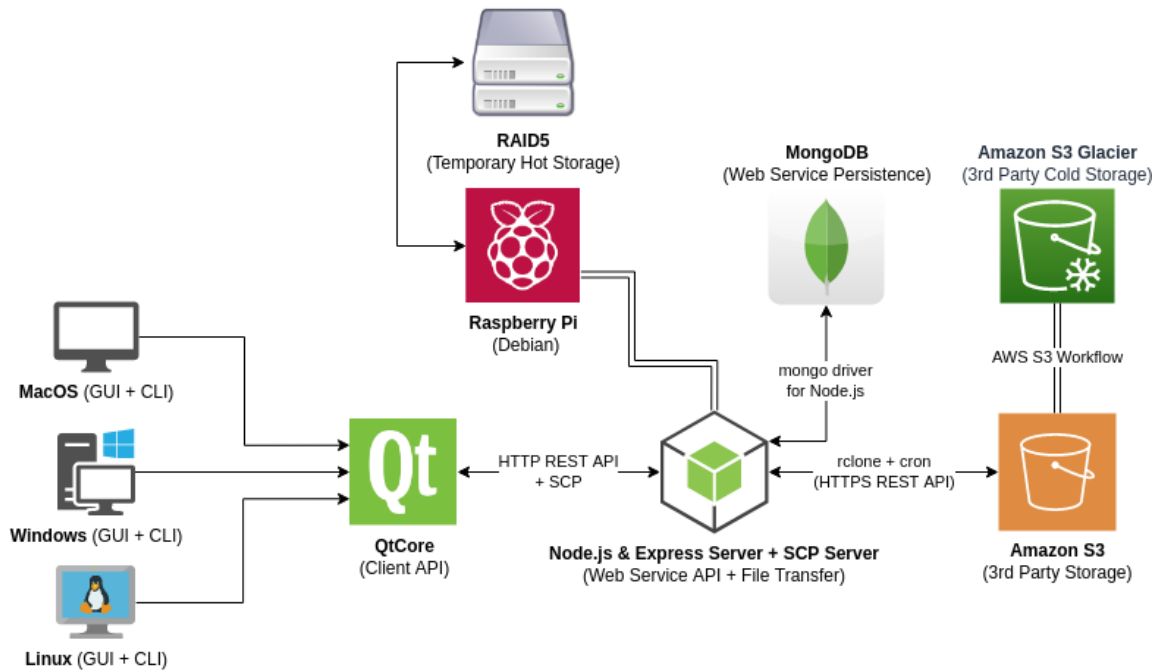 RAID5
(Temporary Hot Storage)
MongoDB
(Web Service Persistence)
Amazon S3 Glacier
(3rd Party Cold Storage)
Raspberry Pi
(Debian)
mongo driver
for Node.js
AWS S3 Workflow
MacOS (GUI + CLI)
Qt
HTTP REST API
+ SCP
rclone + cron
(HTTPS REST API)
Windows (GUI + CLI)
QtCore
(Client API)
Node.js & Express Server + SCP Server
(Web Service API + File Transfer)
Amazon S3
(3rd Party Storage)
Linux (GUI + CLI)